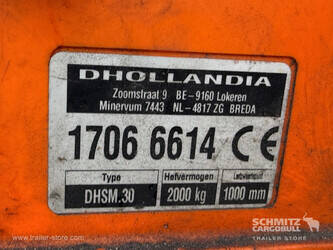 DHOLLANDIA
Zoomstraat 9 BE-9160 Lokeren
Minervum 7443 NL-4817 ZG BREDA
1706 6614 CE
Type Hefvermogen
DHSM.30 2000 kg 1000 mm
SCHMITZ
CARGOBULL
TRAILER STORE
www.trailer-store.com